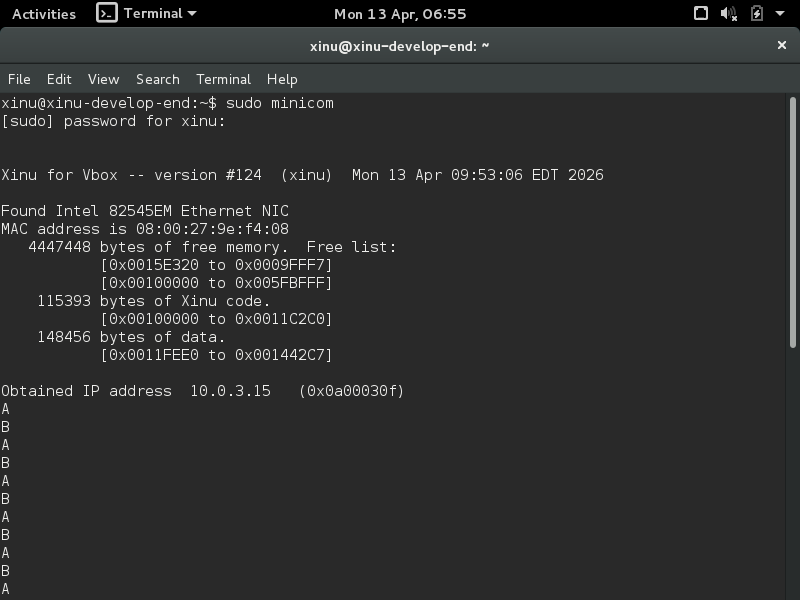 Activities Terminal Mon 13 Apr, 06:55
xinu@xinu-develop-end: ~
File Edit View Search Terminal Help
xinu@xinu-develop-end:~$ sudo minicom
[sudo] password for xinu:
Xinu for Vbox -- version #124  (xinu)  Mon 13 Apr 09:53:06 EDT 2026
Found Intel 82545EM Ethernet NIC
MAC address is 08:00:27:9e:f4:08
   4447448 bytes of free memory.  Free list:
           [0x0015E320 to 0x0009FFF7]
           [0x00100000 to 0x005FBFFF]
    115393 bytes of Xinu code.
           [0x00100000 to 0x0011C2C0]
    148456 bytes of data.
           [0x0011FEE0 to 0x001442C7]
Obtained IP address  10.0.3.15   (0x0a00030f)
A
B
A
B
A
B
A
B
A
B
A